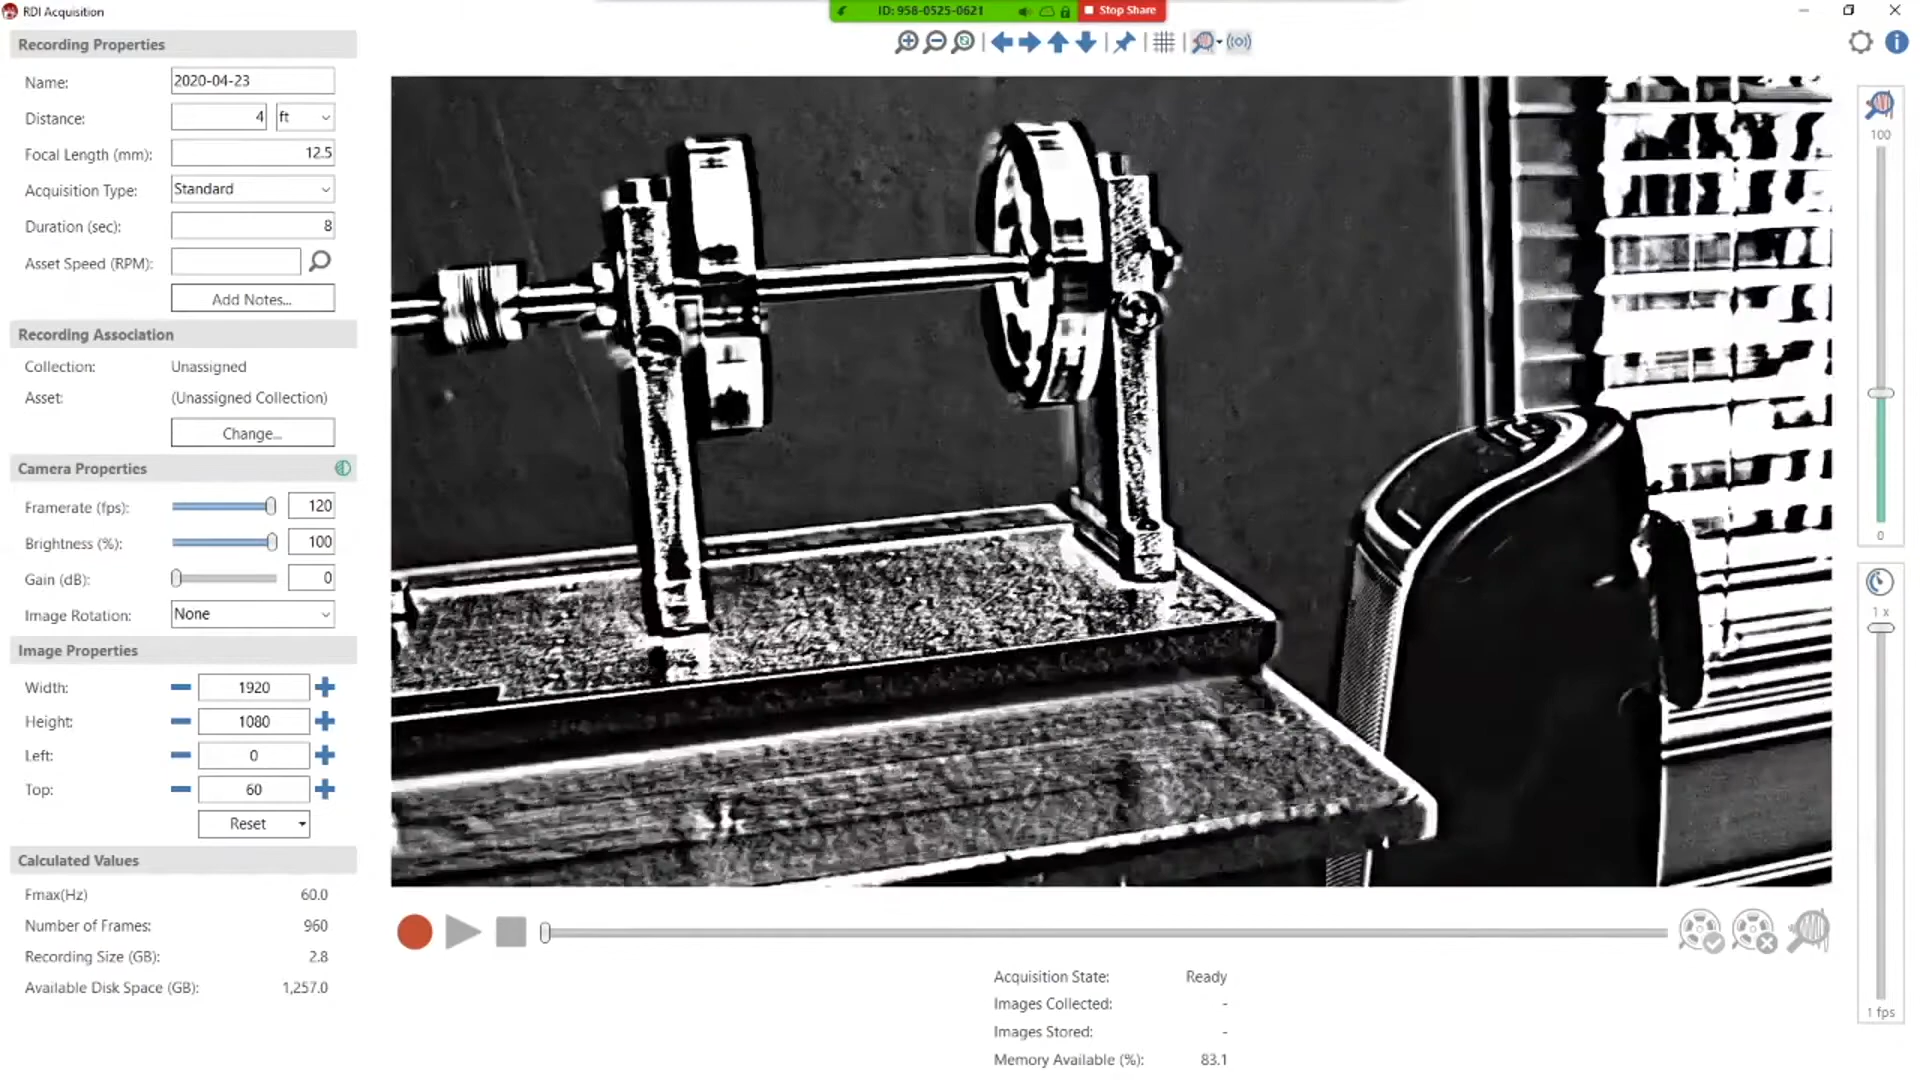 RDI Acquisition
ID: 958-0525-0621
Stop Share
Recording Properties
Name: 2020-04-23
Distance: 4 ft
Focal Length (mm): 12.5
Acquisition Type: Standard
Duration (sec): 8
Asset Speed (RPM):
Add Notes...
Recording Association
Collection: Unassigned
Asset: (Unassigned Collection)
Change...
Camera Properties
Framerate (fps): 120
Brightness (%): 100
Gain (dB): 0
Image Rotation: None
Image Properties
Width: 1920
Height: 1080
Left: 0
Top: 60
Reset
Calculated Values
Fmax(Hz) 60.0
Number of Frames: 960
Recording Size (GB): 2.8
Available Disk Space (GB): 1,257.0
Acquisition State: Ready
Images Collected: -
Images Stored: -
Memory Available (%): 83.1
100
0
1 x
1 fps